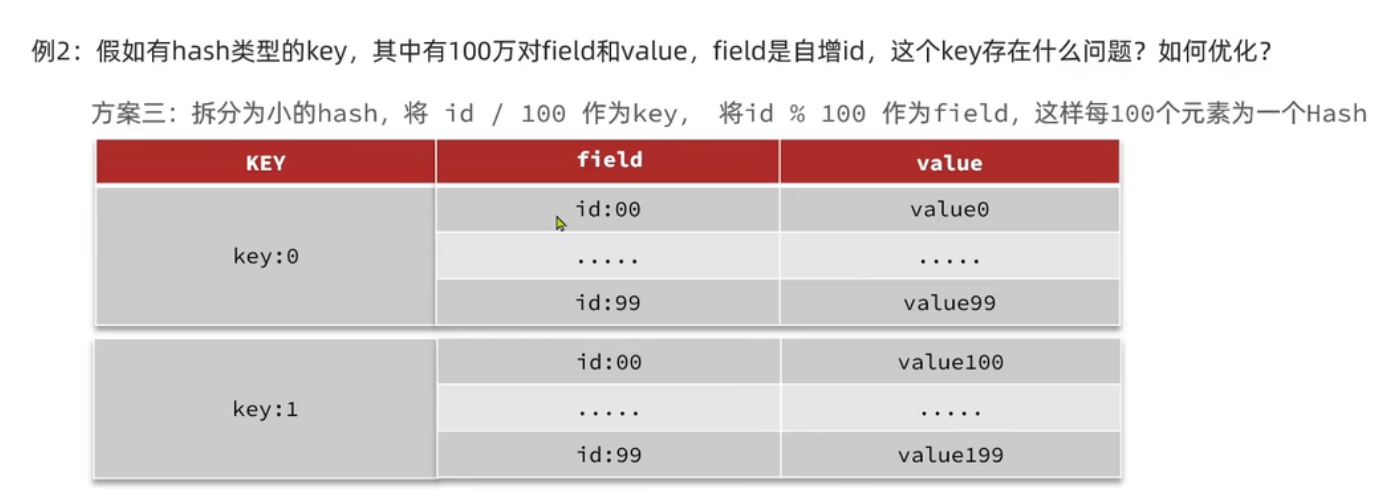 例2：假如有hash类型的key，其中有100万对field和value，field是自增id，这个key存在什么问题？如何优化？
方案三：拆分为小的hash，将 id / 100 作为key， 将id % 100 作为field，这样每100个元素为一个Hash
KEY field value
id:00 value0
key:0 ..... .....
id:99 value99
id:00 value100
key:1 ..... .....
id:99 value199